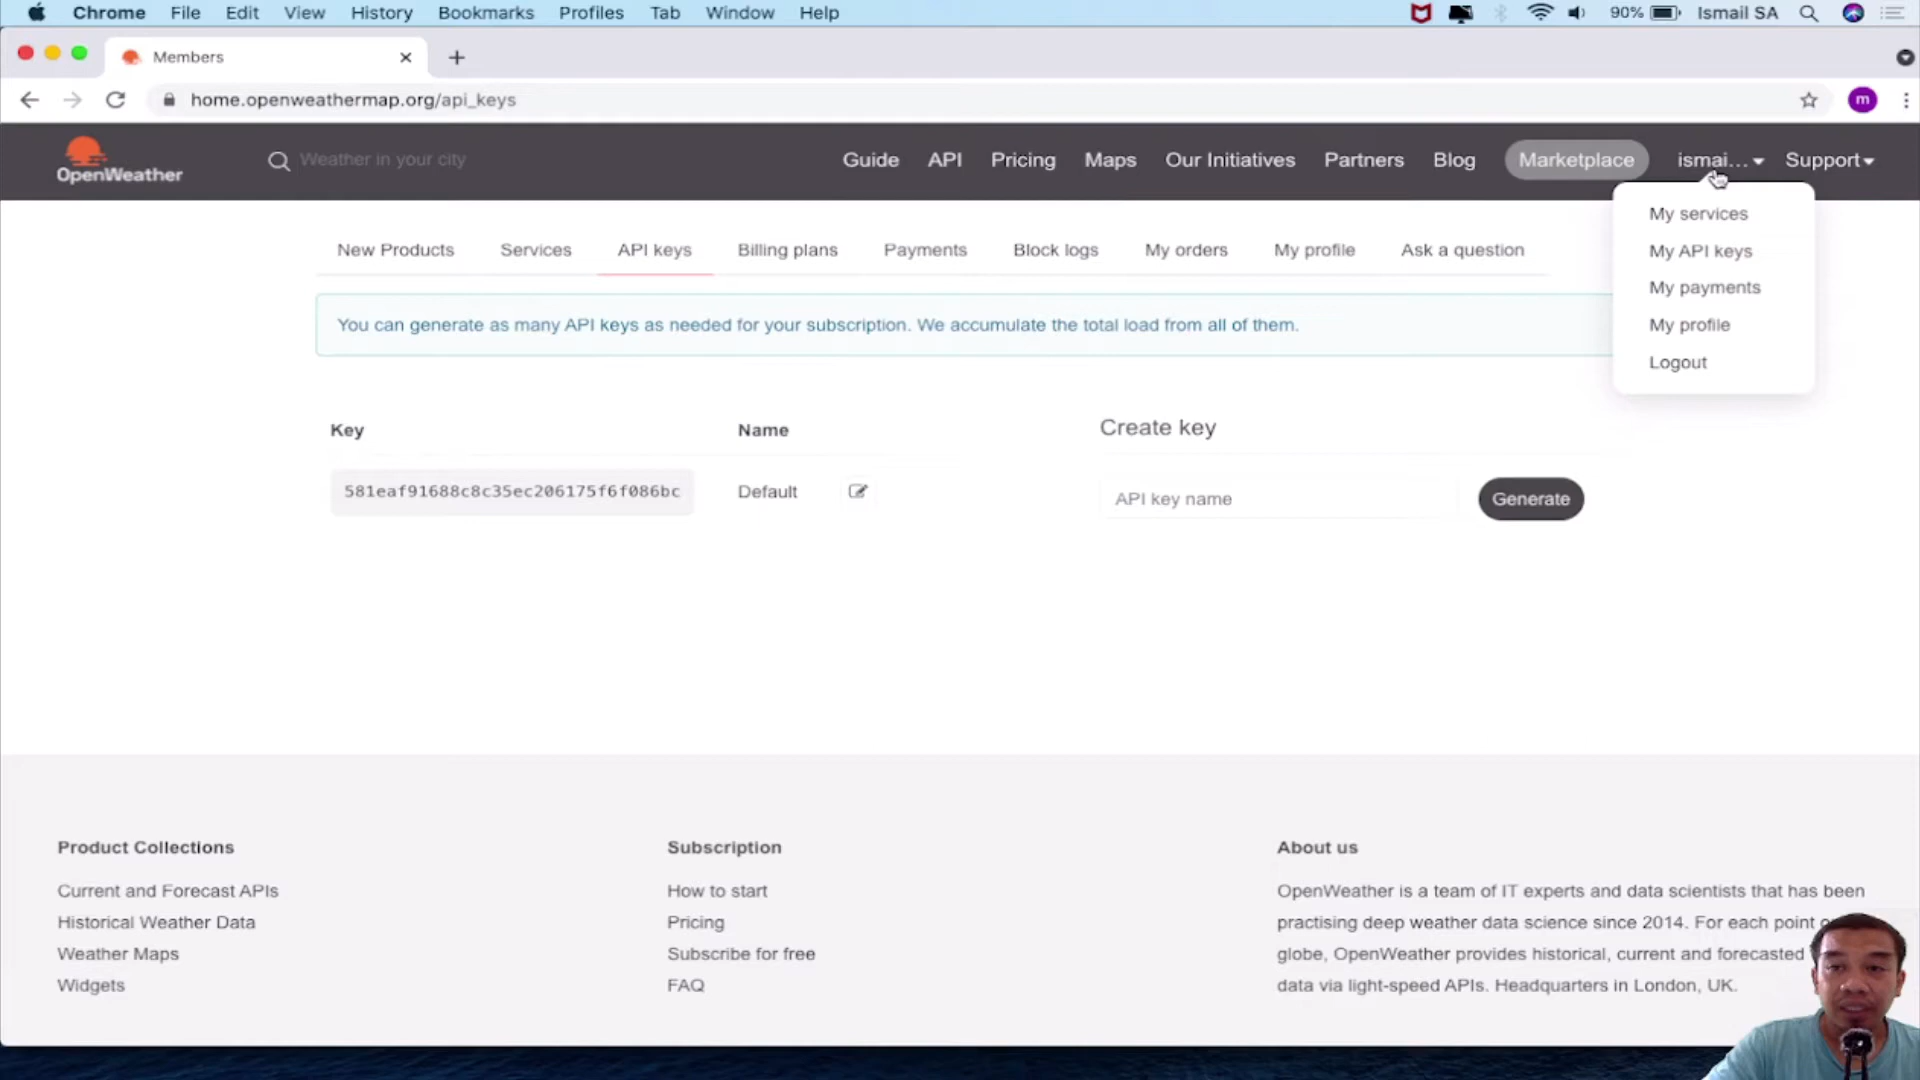 Chrome File Edit View History Bookmarks Profiles Tab Window Help 90% Ismail SA
Members
home.openweathermap.org/api_keys m
OpenWeather
Weather in your city
Guide API Pricing Maps Our Initiatives Partners Blog Marketplace ismai... Support
My services
My API keys
My payments
My profile
Logout
New Products Services API keys Billing plans Payments Block logs My orders My profile Ask a question
You can generate as many API keys as needed for your subscription. We accumulate the total load from all of them.
Key Name Create key
581eaf91688c8c35ec206175f6f086bc Default API key name Generate
Product Collections
Current and Forecast APIs
Historical Weather Data
Weather Maps
Widgets
Subscription
How to start
Pricing
Subscribe for free
FAQ
About us
OpenWeather is a team of IT experts and data scientists that has been
practising deep weather data science since 2014. For each point
globe, OpenWeather provides historical, current and forecasted
data via light-speed APIs. Headquarters in London, UK.